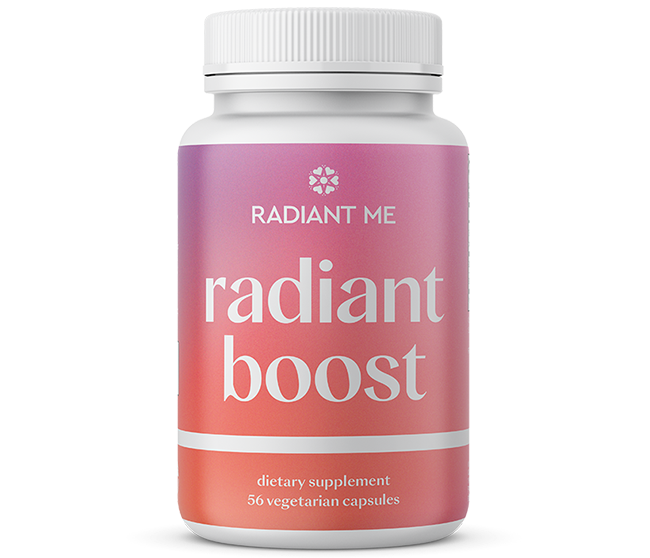 RADIANT ME
radiant
boost
dietary supplement
56 vegetarian capsules